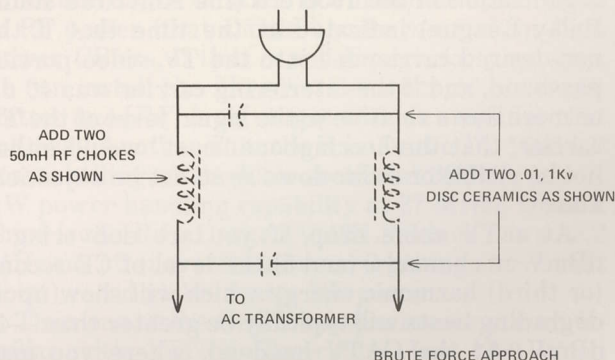 ADD TWO
50mH RF CHOKES
AS SHOWN
ADD TWO .01, 1Kv
DISC CERAMICS AS SHOWN
TO
AC TRANSFORMER
BRUTE FORCE APPROACH